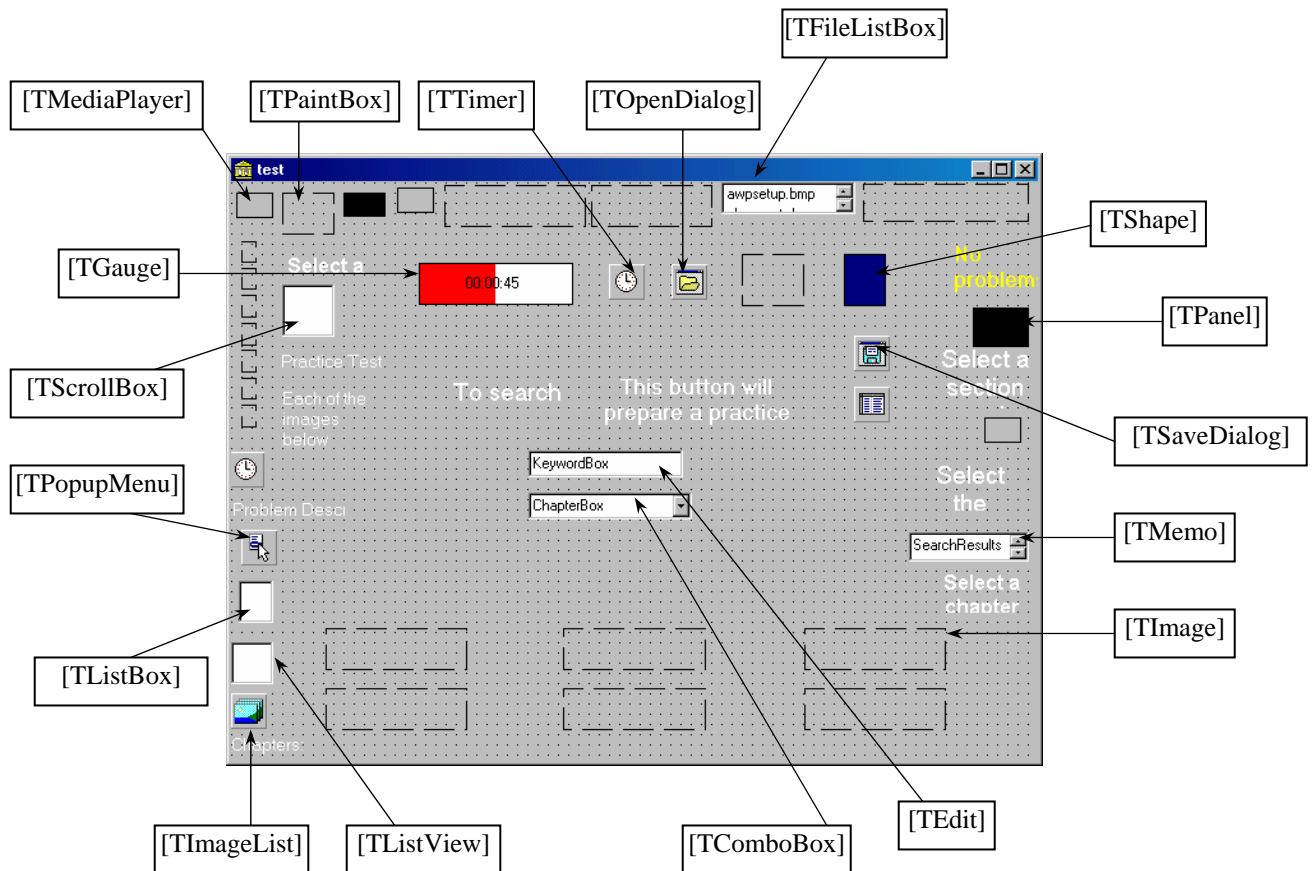 [TFileListBox]
[TMediaPlayer]
[TPaintBox]
[TTimer]
[TOpenDialog]
test
awpsetup.bmp
[TShape]
[TGauge]
Select a
00:00:45
No
problem
[TPanel]
[TScrollBox]
Practice Test
Each of the
images
below
To search
This button will
prepare a practice
Select a
section
[TSaveDialog]
[TPopupMenu]
KeywordBox
ChapterBox
Select
the
Problem Desci
[TMemo]
SearchResults
Select a
chapter
[TImage]
[TListBox]
Chapters:
[TImageList]
[TListView]
[TComboBox]
[TEdit]